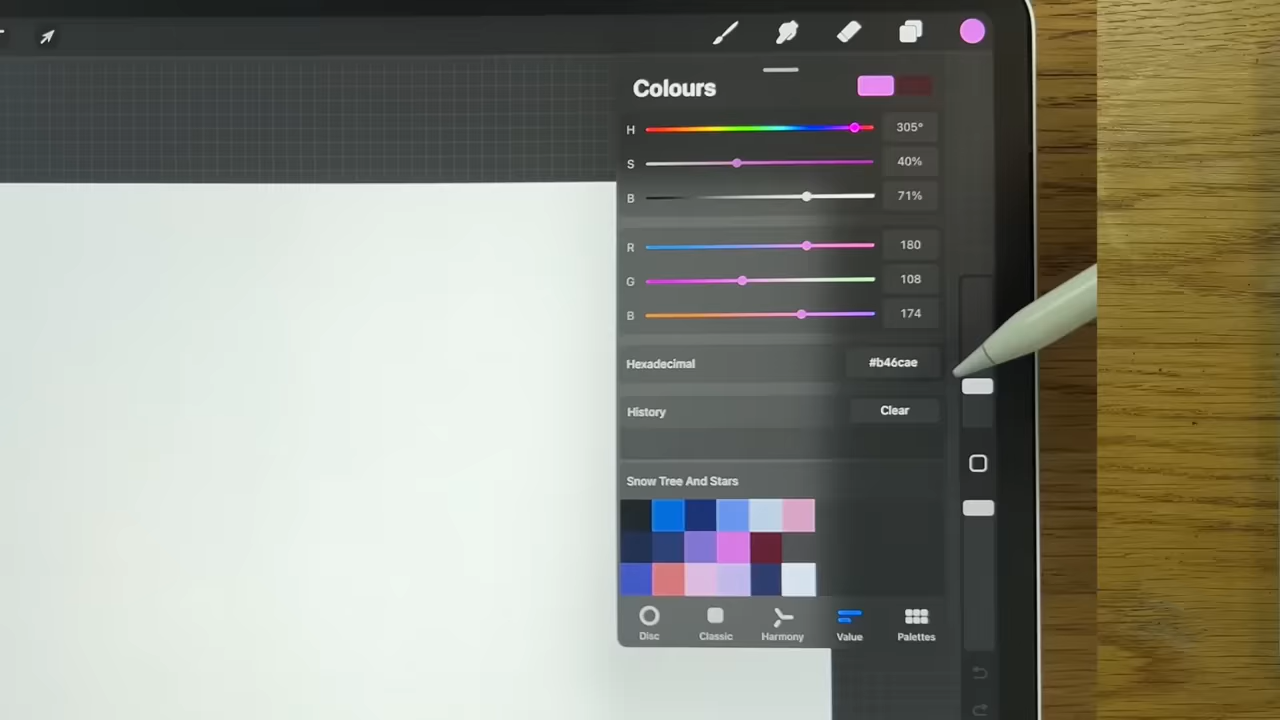 Colours
H 305°
S 40%
B 71%
R 180
G 108
B 174
Hexadecimal #b46cae
History Clear
Snow Tree And Stars
Disc Classic Harmony Value Palettes